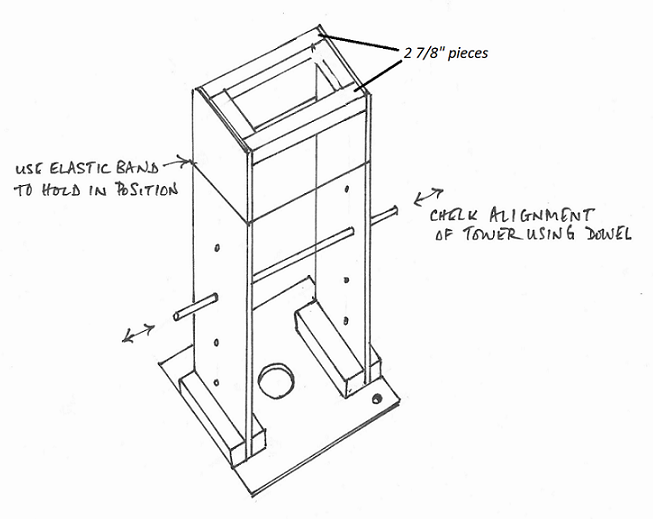 2 7/8" pieces
USE ELASTIC BAND
TO HOLD IN POSITION
CHECK ALIGNMENT
OF TOWER USING DOWEL